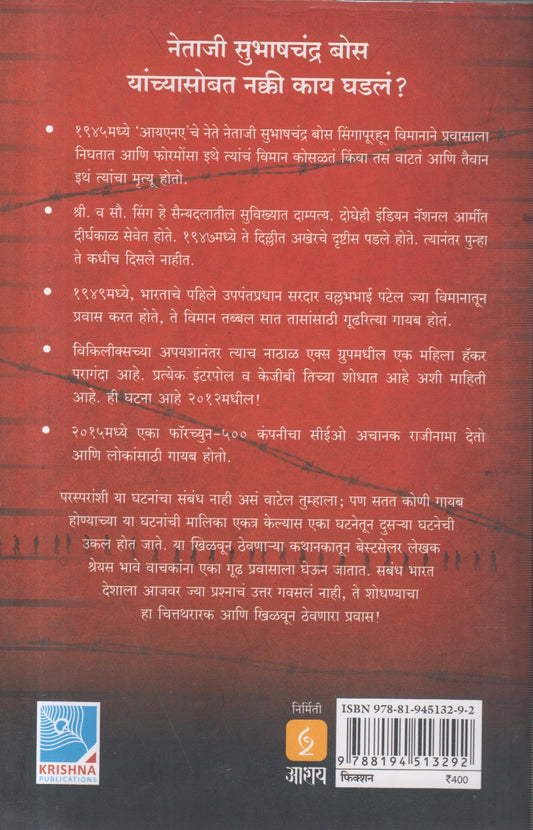 नेताजी सुभाषचंद्र बोस
यांच्यासोबत नक्की काय घडलं?
• १९४५मध्ये 'आयएनए'चे नेते नेताजी सुभाषचंद्र बोस सिंगापूरहून विमानाने प्रवासाला
निघतात आणि फोरमोंसा इथे त्यांचं विमान कोसळतं किंवा तसं वाटतं आणि तैवान
इथं त्यांचा मृत्यू होतो.
• श्री. व सौ. सिंग हे सैन्यदलातील सुविख्यात दाम्पत्य. दोघेही इंडियन नॅशनल आर्मीत
दीर्घकाळ सेवेत होते. १९४७मध्ये ते दिल्लीत अखेरचे दृष्टीस पडले होते. त्यानंतर पुन्हा
ते कधीच दिसले नाहीत.
• १९४९मध्ये, भारताचे पहिले उपपंतप्रधान सरदार वल्लभभाई पटेल ज्या विमानातून
प्रवास करत होते, ते विमान तब्बल सात तासांसाठी गूढरित्या गायब होतं.
• विकिलीक्सच्या अपयशानंतर त्याच नाठाळ एक्स ग्रुपमधील एक महिला हॅकर
परागंदा आहे. प्रत्येक इंटरपोल व केजीबी तिच्या शोधात आहे अशी माहिती
आहे. ही घटना आहे २०१२मधील!
• २०१५मध्ये एका फॉरच्युन-५०० कंपनीचा सीईओ अचानक राजीनामा देतो
आणि लोकांसाठी गायब होतो.
परस्परांशी या घटनांचा संबंध नाही असं वाटेल तुम्हाला; पण सतत कोणी गायब
होण्याच्या या घटनांची मालिका एकत्र केल्यास एका घटनेतून दुसऱ्या घटनेची
उकल होत जाते. या खिळवून ठेवणाऱ्या कथानकातून बेस्टसेलर लेखक
श्रेयस भावे वाचकांना एका गूढ प्रवासाला घेऊन जातात. सबंध भारत
देशाला आजवर ज्या प्रश्नाचं उत्तर गवसलं नाही, ते शोधण्याचा
हा चित्तथरारक आणि खिळवून ठेवणारा प्रवास!
KRISHNA
PUBLICATIONS
निर्मिती
आशय
ISBN 978-81-945132-9-2
9 788194 513292
फिक्शन ₹400